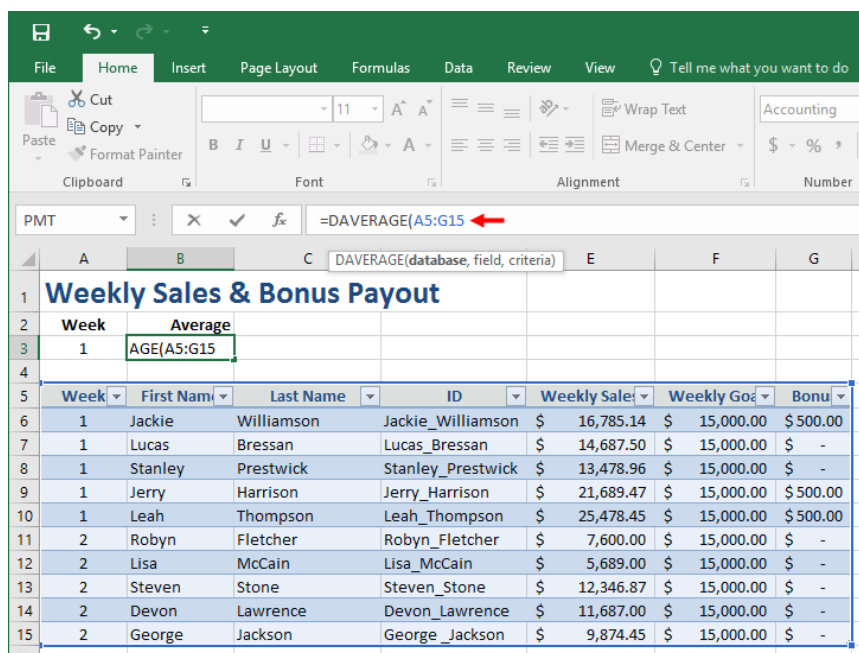 File Home Insert Page Layout Formulas Data Review View Tell me what you want to do
Cut
Copy
Paste
Format Painter
11 A A
B I U A
Wrap Text
Merge & Center
Accounting
$ % ,
Clipboard Font Alignment Number
PMT fx =DAVERAGE(A5:G15
DAVERAGE(database, field, criteria)
A B C E F G
1 Weekly Sales & Bonus Payout
2 Week Average
3 1 AGE(A5:G15
4
5 Week First Nam Last Name ID Weekly Sale Weekly Goa Bonu
6 1 Jackie Williamson Jackie_Williamson $ 16,785.14 $ 15,000.00 $ 500.00
7 1 Lucas Bressan Lucas_Bressan $ 14,687.50 $ 15,000.00 $ -
8 1 Stanley Prestwick Stanley_Prestwick $ 13,478.96 $ 15,000.00 $ -
9 1 Jerry Harrison Jerry_Harrison $ 21,689.47 $ 15,000.00 $ 500.00
10 1 Leah Thompson Leah_Thompson $ 25,478.45 $ 15,000.00 $ 500.00
11 2 Robyn Fletcher Robyn_Fletcher $ 7,600.00 $ 15,000.00 $ -
12 2 Lisa McCain Lisa_McCain $ 5,689.00 $ 15,000.00 $ -
13 2 Steven Stone Steven_Stone $ 12,346.87 $ 15,000.00 $ -
14 2 Devon Lawrence Devon_Lawrence $ 11,687.00 $ 15,000.00 $ -
15 2 George Jackson George _Jackson $ 9,874.45 $ 15,000.00 $ -